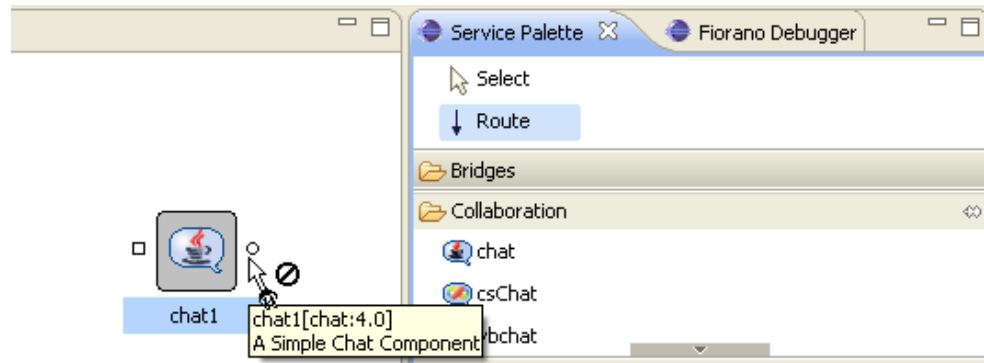 Service Palette
Fiorano Debugger
Select
Route
Bridges
Collaboration
chat
csChat
chat1
chat1[chat:4.0]
A Simple Chat Component